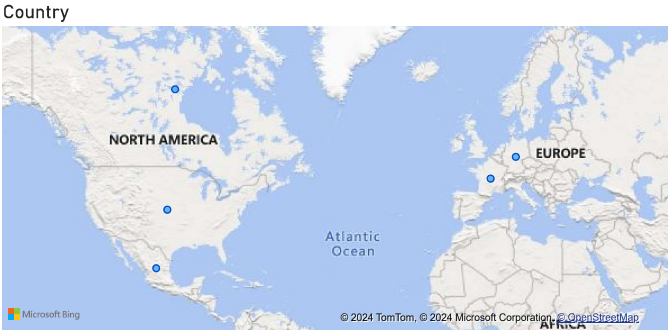 Country
NORTH AMERICA
EUROPE
Atlantic
Ocean
Microsoft Bing
© 2024 TomTom, © 2024 Microsoft Corporation, © OpenStreetMap
AFRICA